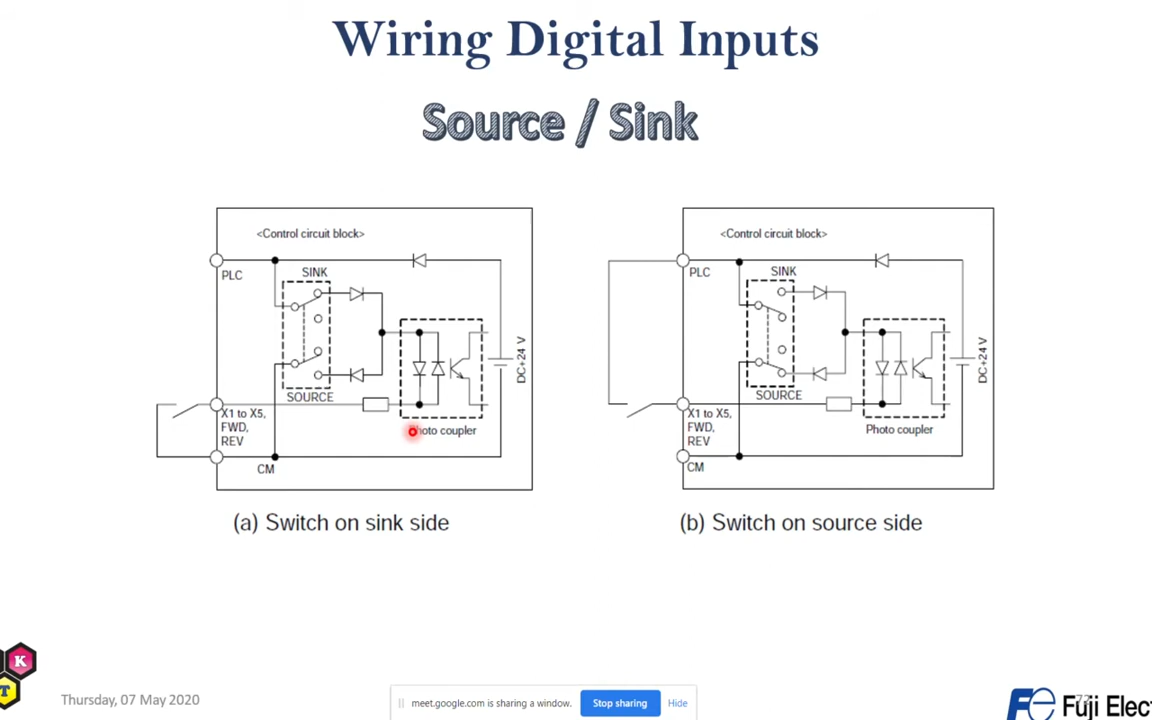 Wiring Digital Inputs
Source / Sink
<Control circuit block>
PLC
SINK
SOURCE
DC+24 V
X1 to X5,
FWD,
REV
Photo coupler
CM
(a) Switch on sink side
<Control circuit block>
PLC
SINK
SOURCE
DC+24 V
X1 to X5,
FWD,
REV
Photo coupler
CM
(b) Switch on source side
K
T
Thursday, 07 May 2020
meet.google.com is sharing a window.
Stop sharing
Hide
Fuji Elect